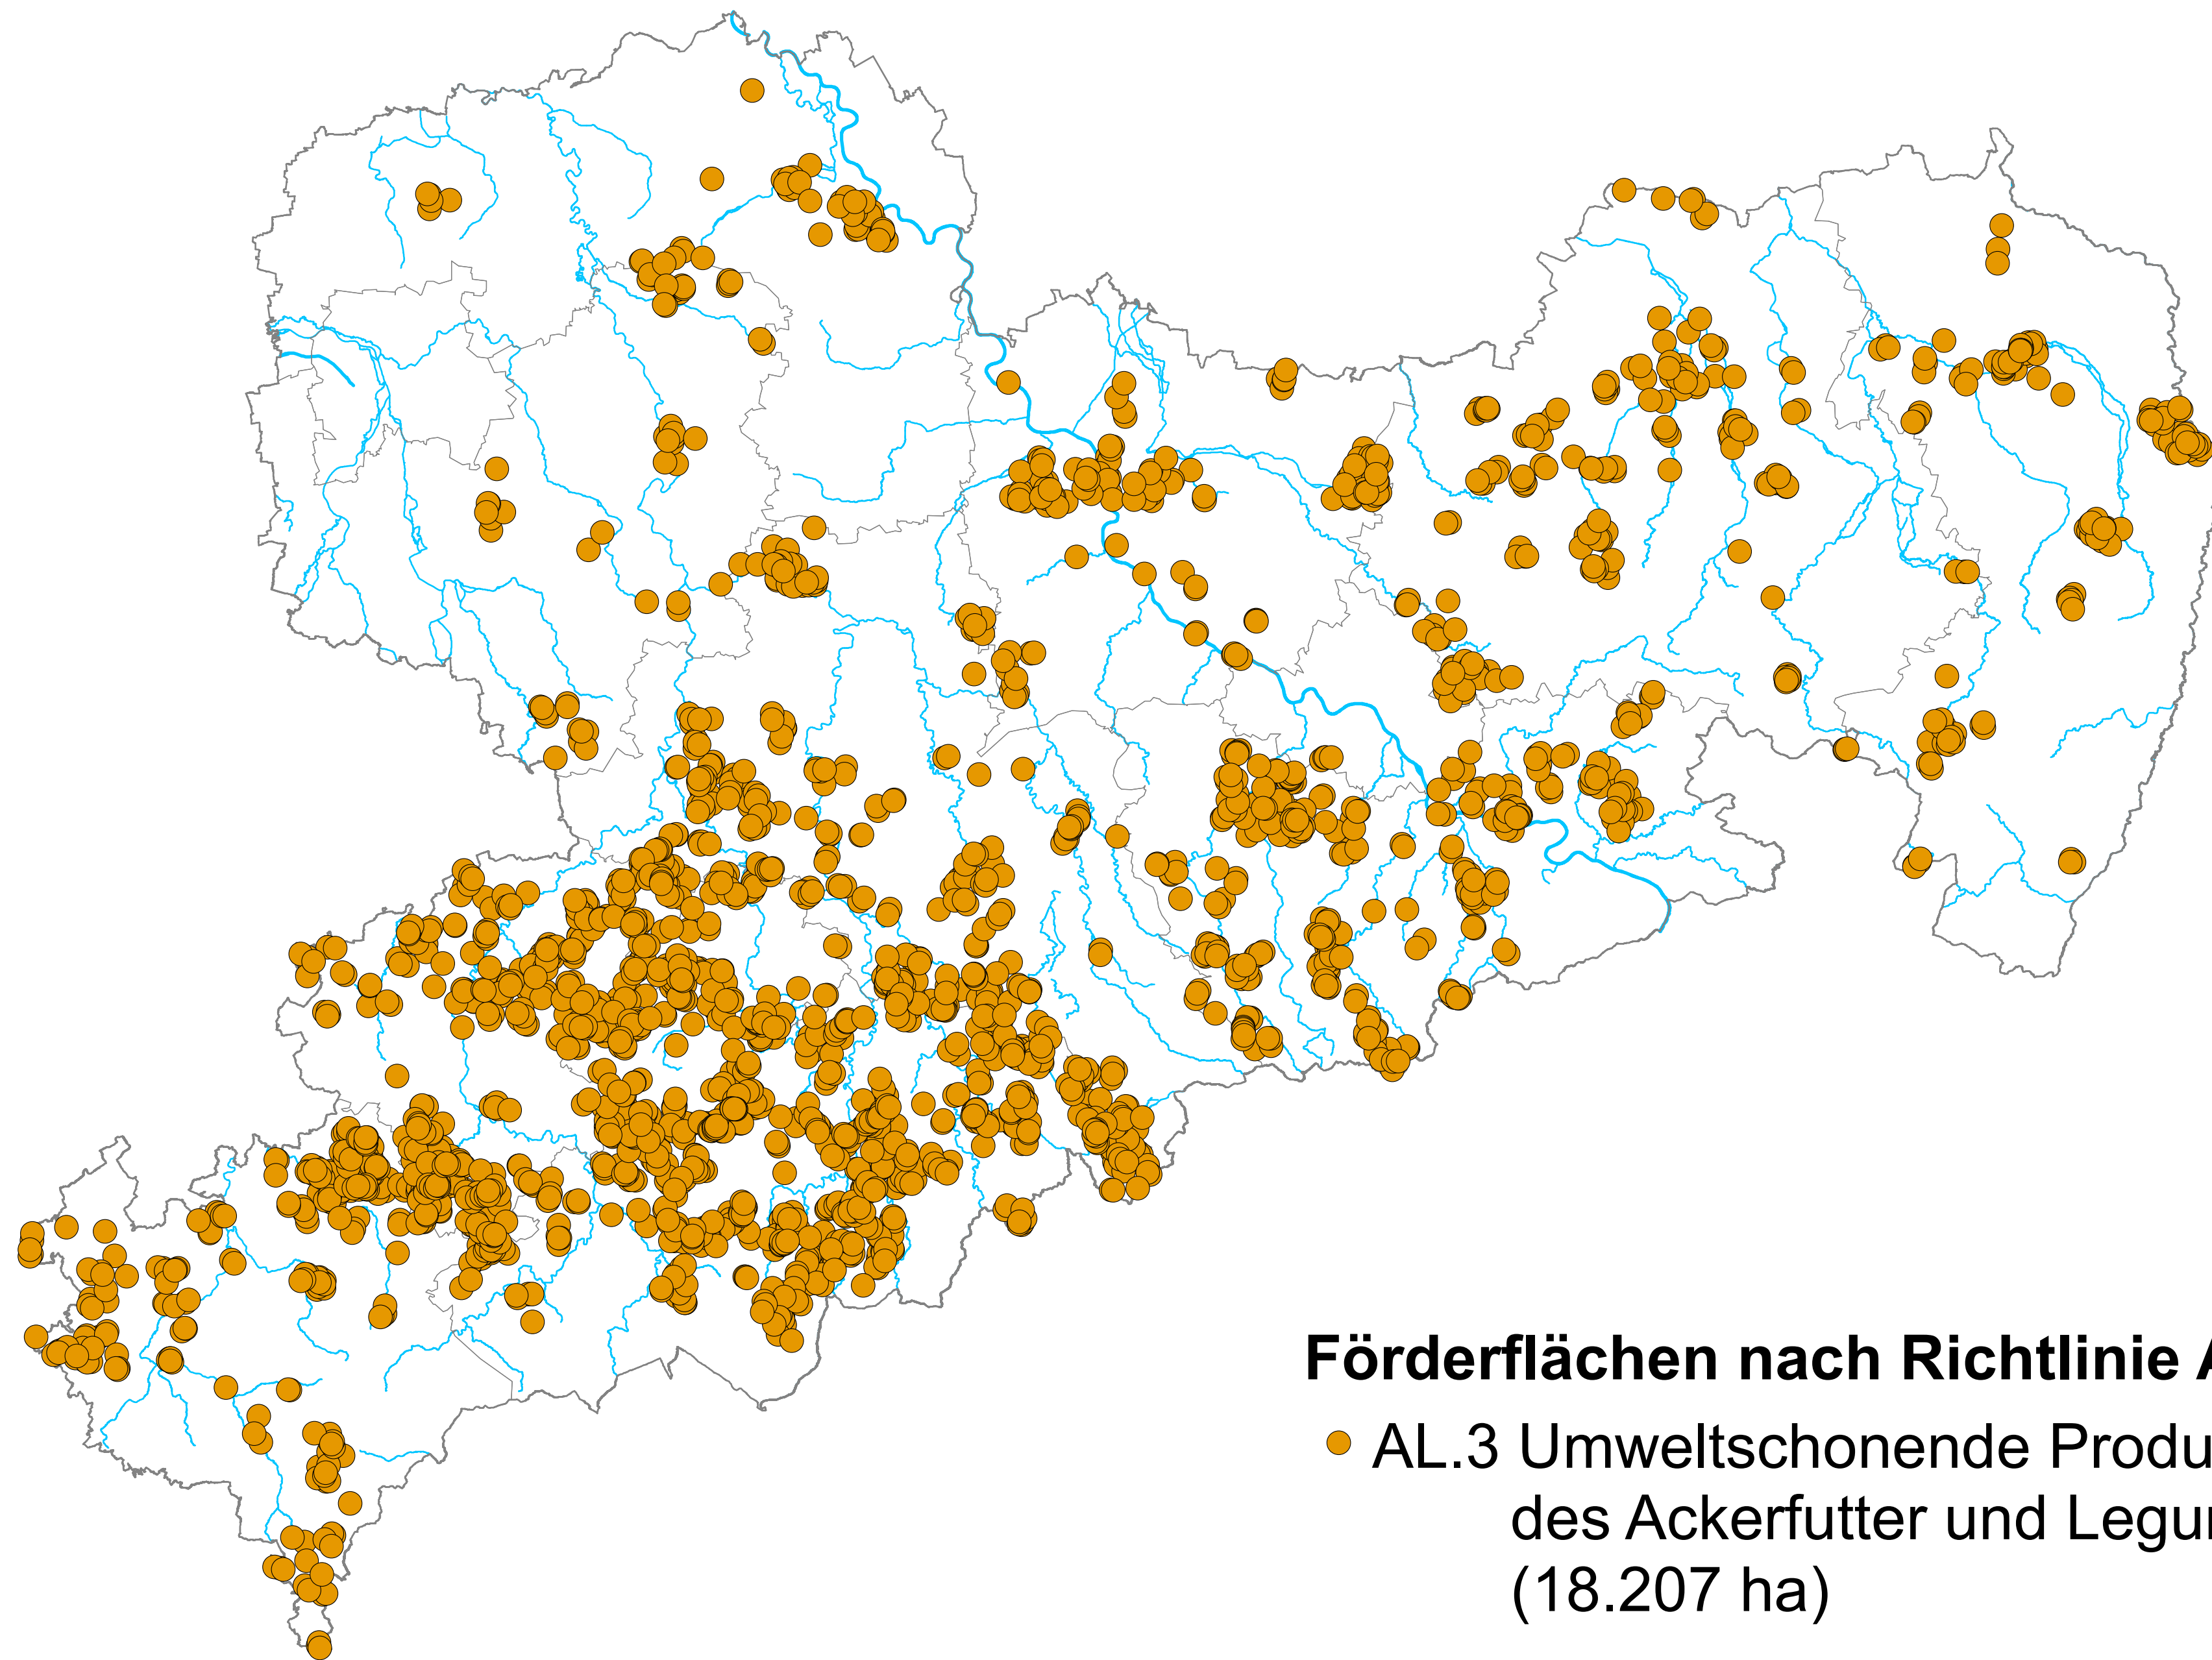 Förderflächen nach Richtlinie A
AL.3 Umweltschonende Produ
des Ackerfutter und Legu
(18.207 ha)